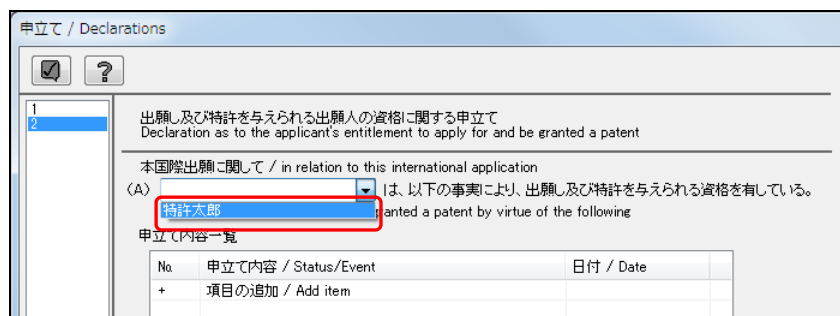 申立て / Declarations
?
1
2
出願し及び特許を与えられる出願人の資格に関する申立て
Declaration as to the applicant's entitlement to apply for and be granted a patent
本国際出願に関して / in relation to this international application
(A) は、以下の事実により、出願し及び特許を与えられる資格を有している。
特許太郎 anted a patent by virtue of the following
申立て内容一覧
No. 申立て内容 / Status/Event 日付 / Date
+ 項目の追加 / Add item